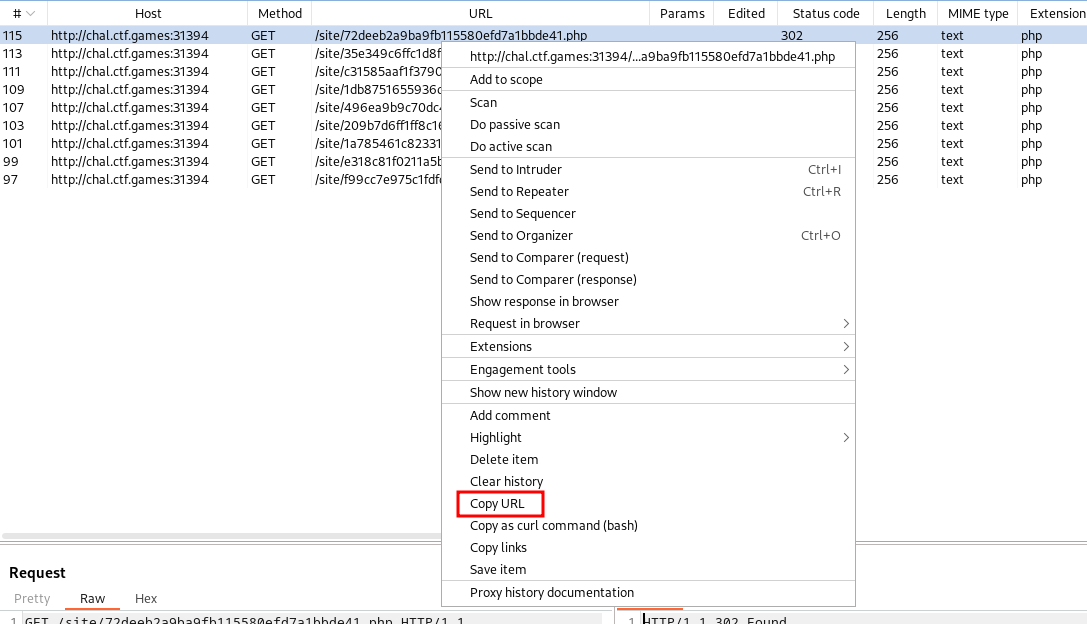 # Host Method URL Params Edited Status code Length MIME type Extension
115 http://chal.ctf.games:31394 GET /site/72deeb2a9ba9fb115580efd7a1bbde41.php 302 256 text php
113 http://chal.ctf.games:31394 GET /site/35e349c6ffc1d8f 256 text php
111 http://chal.ctf.games:31394 GET /site/c31585aaf1f3790 256 text php
109 http://chal.ctf.games:31394 GET /site/1db8751655936c 256 text php
107 http://chal.ctf.games:31394 GET /site/496ea9b9c70dc4 256 text php
103 http://chal.ctf.games:31394 GET /site/209b7d6ff1ff8c16 256 text php
101 http://chal.ctf.games:31394 GET /site/1a785461c82331 256 text php
99 http://chal.ctf.games:31394 GET /site/e318c81f0211a5b 256 text php
97 http://chal.ctf.games:31394 GET /site/f99cc7e975c1fdf 256 text php
http://chal.ctf.games:31394/...a9ba9fb115580efd7a1bbde41.php
Add to scope
Scan
Do passive scan
Do active scan
Send to Intruder Ctrl+I
Send to Repeater Ctrl+R
Send to Sequencer
Send to Organizer Ctrl+O
Send to Comparer (request)
Send to Comparer (response)
Show response in browser
Request in browser
Extensions
Engagement tools
Show new history window
Add comment
Highlight
Delete item
Clear history
Copy URL
Copy as curl command (bash)
Copy links
Save item
Proxy history documentation
Request
Pretty Raw Hex
1 GET /site/72deeb2a9ba9fb115580efd7a1bbde41.php HTTP/1.1
1 HTTP/1.1 302 Found